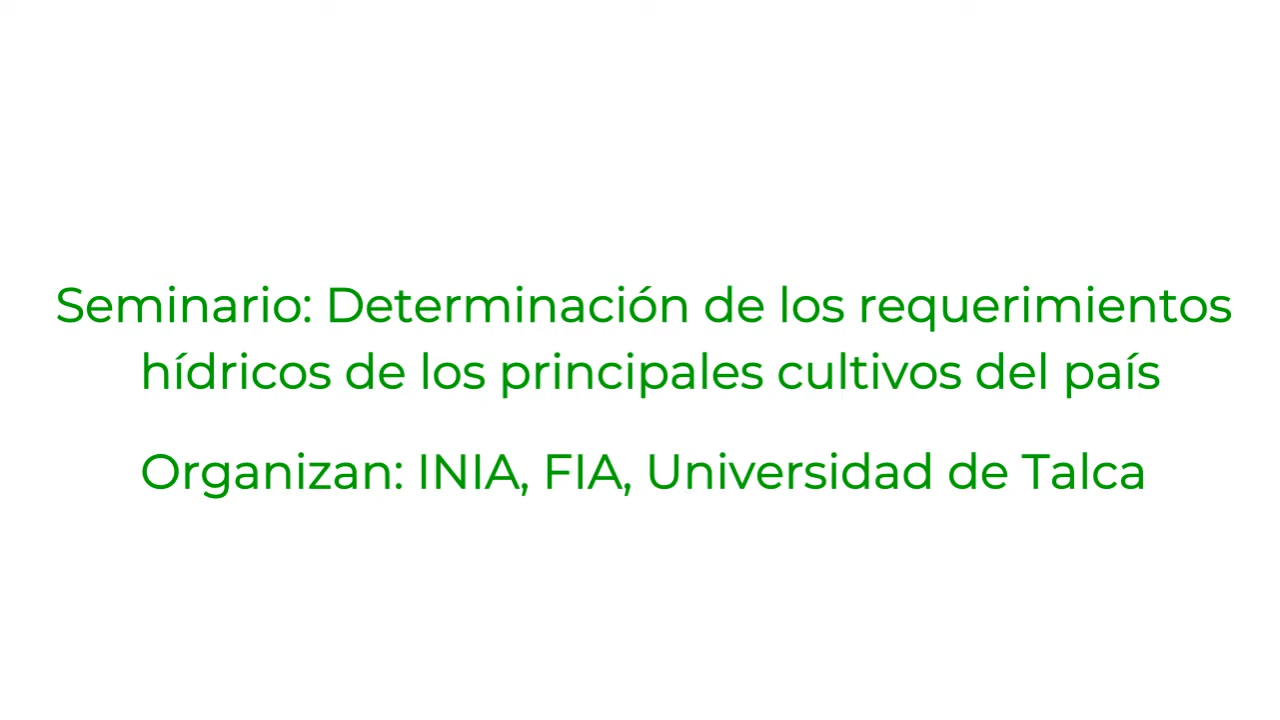 Seminario: Determinación de los requerimientos
hídricos de los principales cultivos del país
Organizan: INIA, FIA, Universidad de Talca